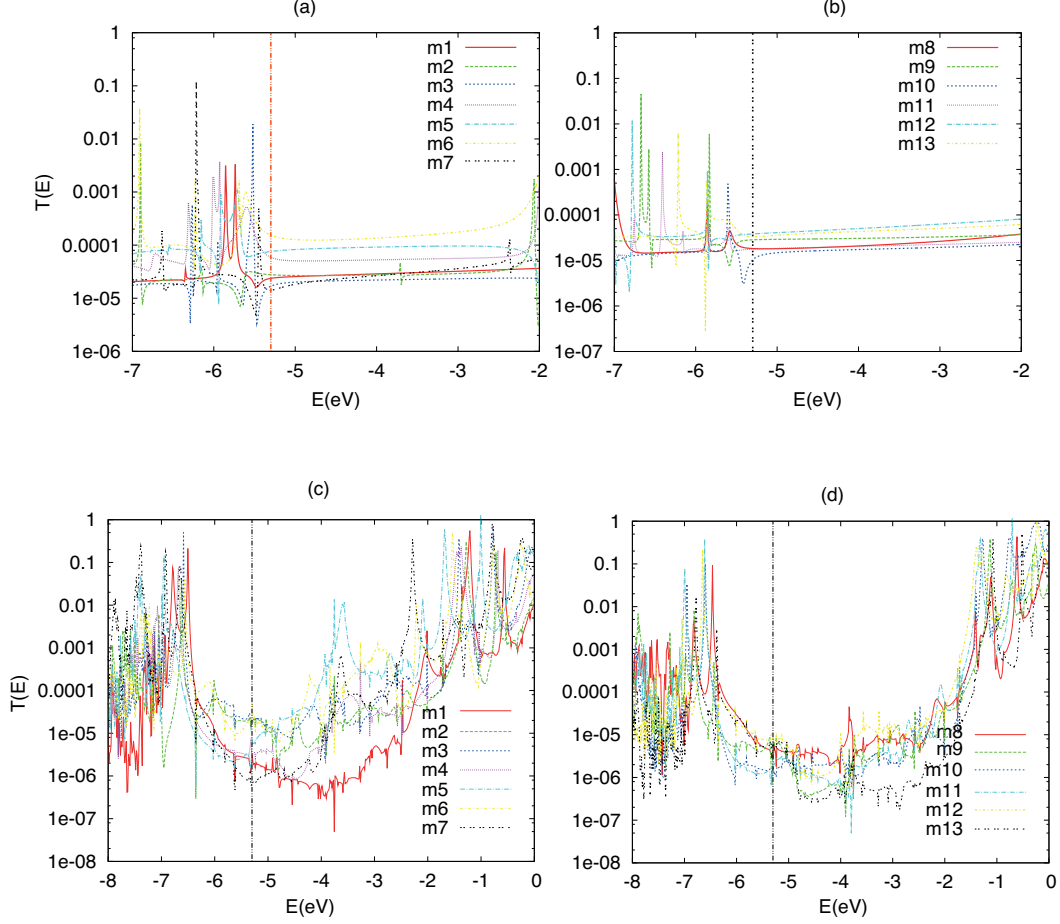 (a)
T(E)
1
0.1
0.01
0.001
0.0001
1e-05
1e-06
m1
m2
m3
m4
m5
m6
m7
-7 -6 -5 -4 -3 -2
E(eV)
(b)
1
0.1
0.01
0.001
0.0001
1e-05
1e-06
1e-07
m8
m9
m10
m11
m12
m13
-7 -6 -5 -4 -3 -2
E(eV)
(c)
T(E)
1
0.1
0.01
0.001
0.0001
1e-05
1e-06
1e-07
1e-08
m1
m2
m3
m4
m5
m6
m7
-8 -7 -6 -5 -4 -3 -2 -1 0
E(eV)
(d)
T(E)
1
0.1
0.01
0.001
0.0001
1e-05
1e-06
1e-07
1e-08
m8
m9
m10
m11
m12
m13
-8 -7 -6 -5 -4 -3 -2 -1 0
E(eV)